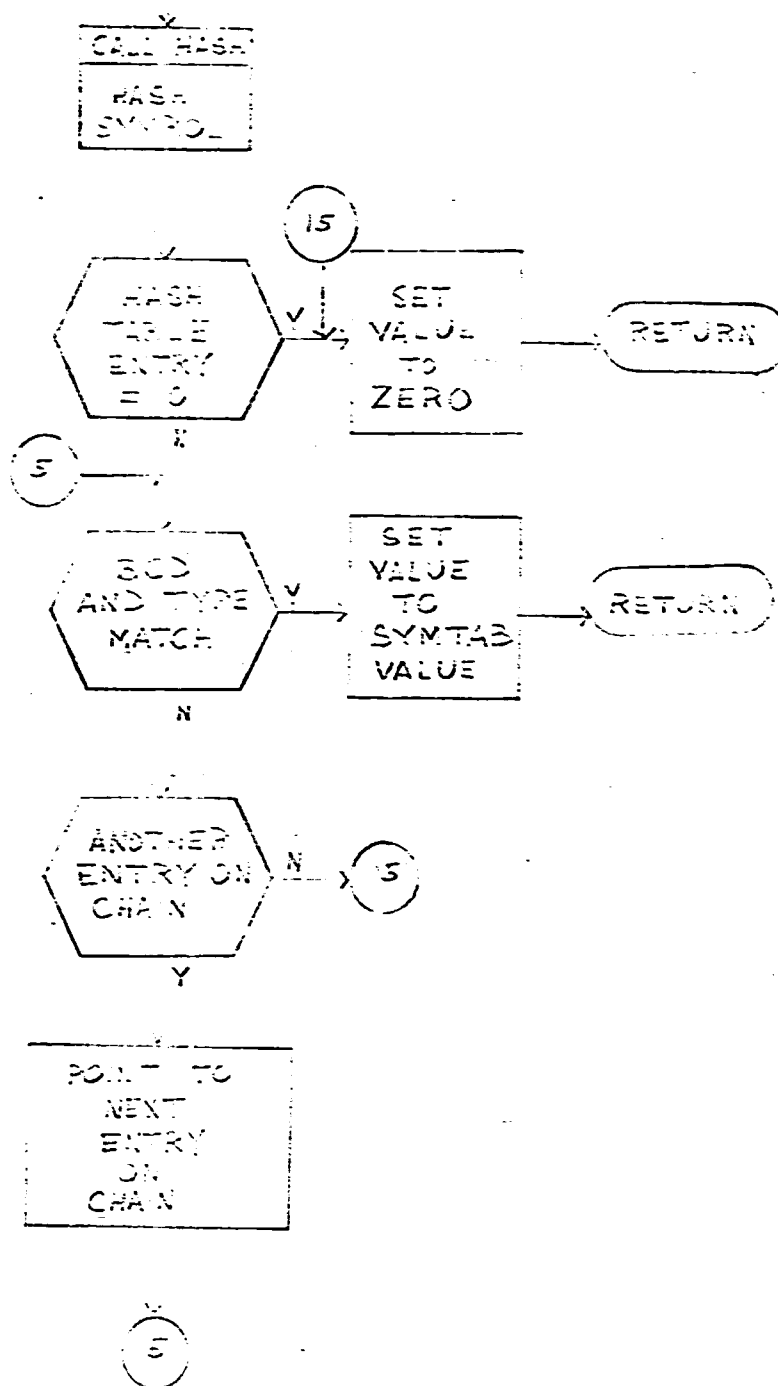 CALL HASH
HASH
SYMBOL
15
HASH
TABLE
ENTRY
= 0
Y
SET
VALUE
TO
ZERO
RETURN
N
5
BCD
AND TYPE
MATCH
Y
SET
VALUE
TO
SYMTAB
VALUE
RETURN
N
ANOTHER
ENTRY ON
CHAIN
N
15
Y
POINT TO
NEXT
ENTRY
ON
CHAIN
5